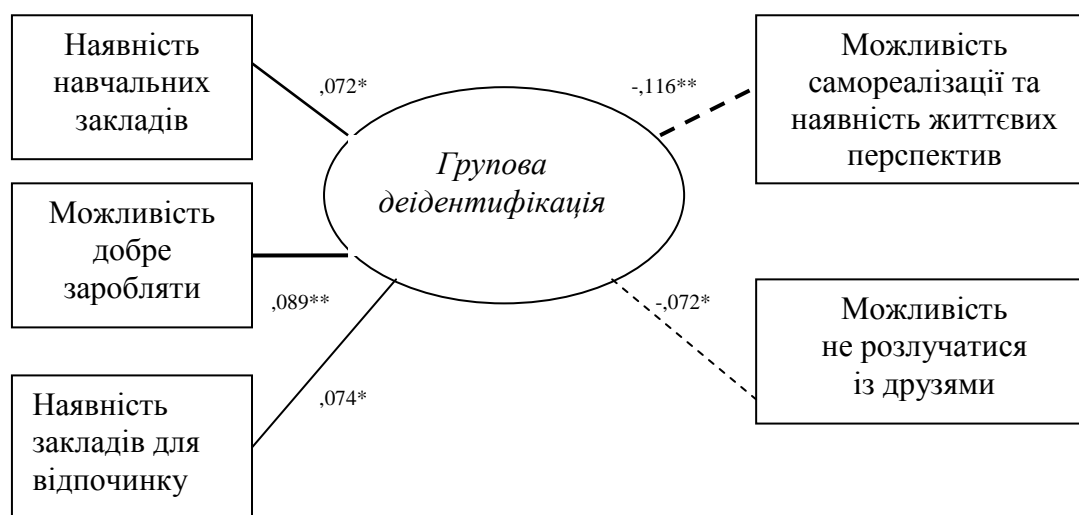 Наявність
навчальних
закладів
,072*
Можливість
добре
заробляти
,089**
Наявність
закладів для
відпочинку
,074*
Групова
деідентифікація
-,116**
Можливість
самореалізації та
наявність життєвих
перспектив
-,072*
Можливість
не розлучатися
із друзями